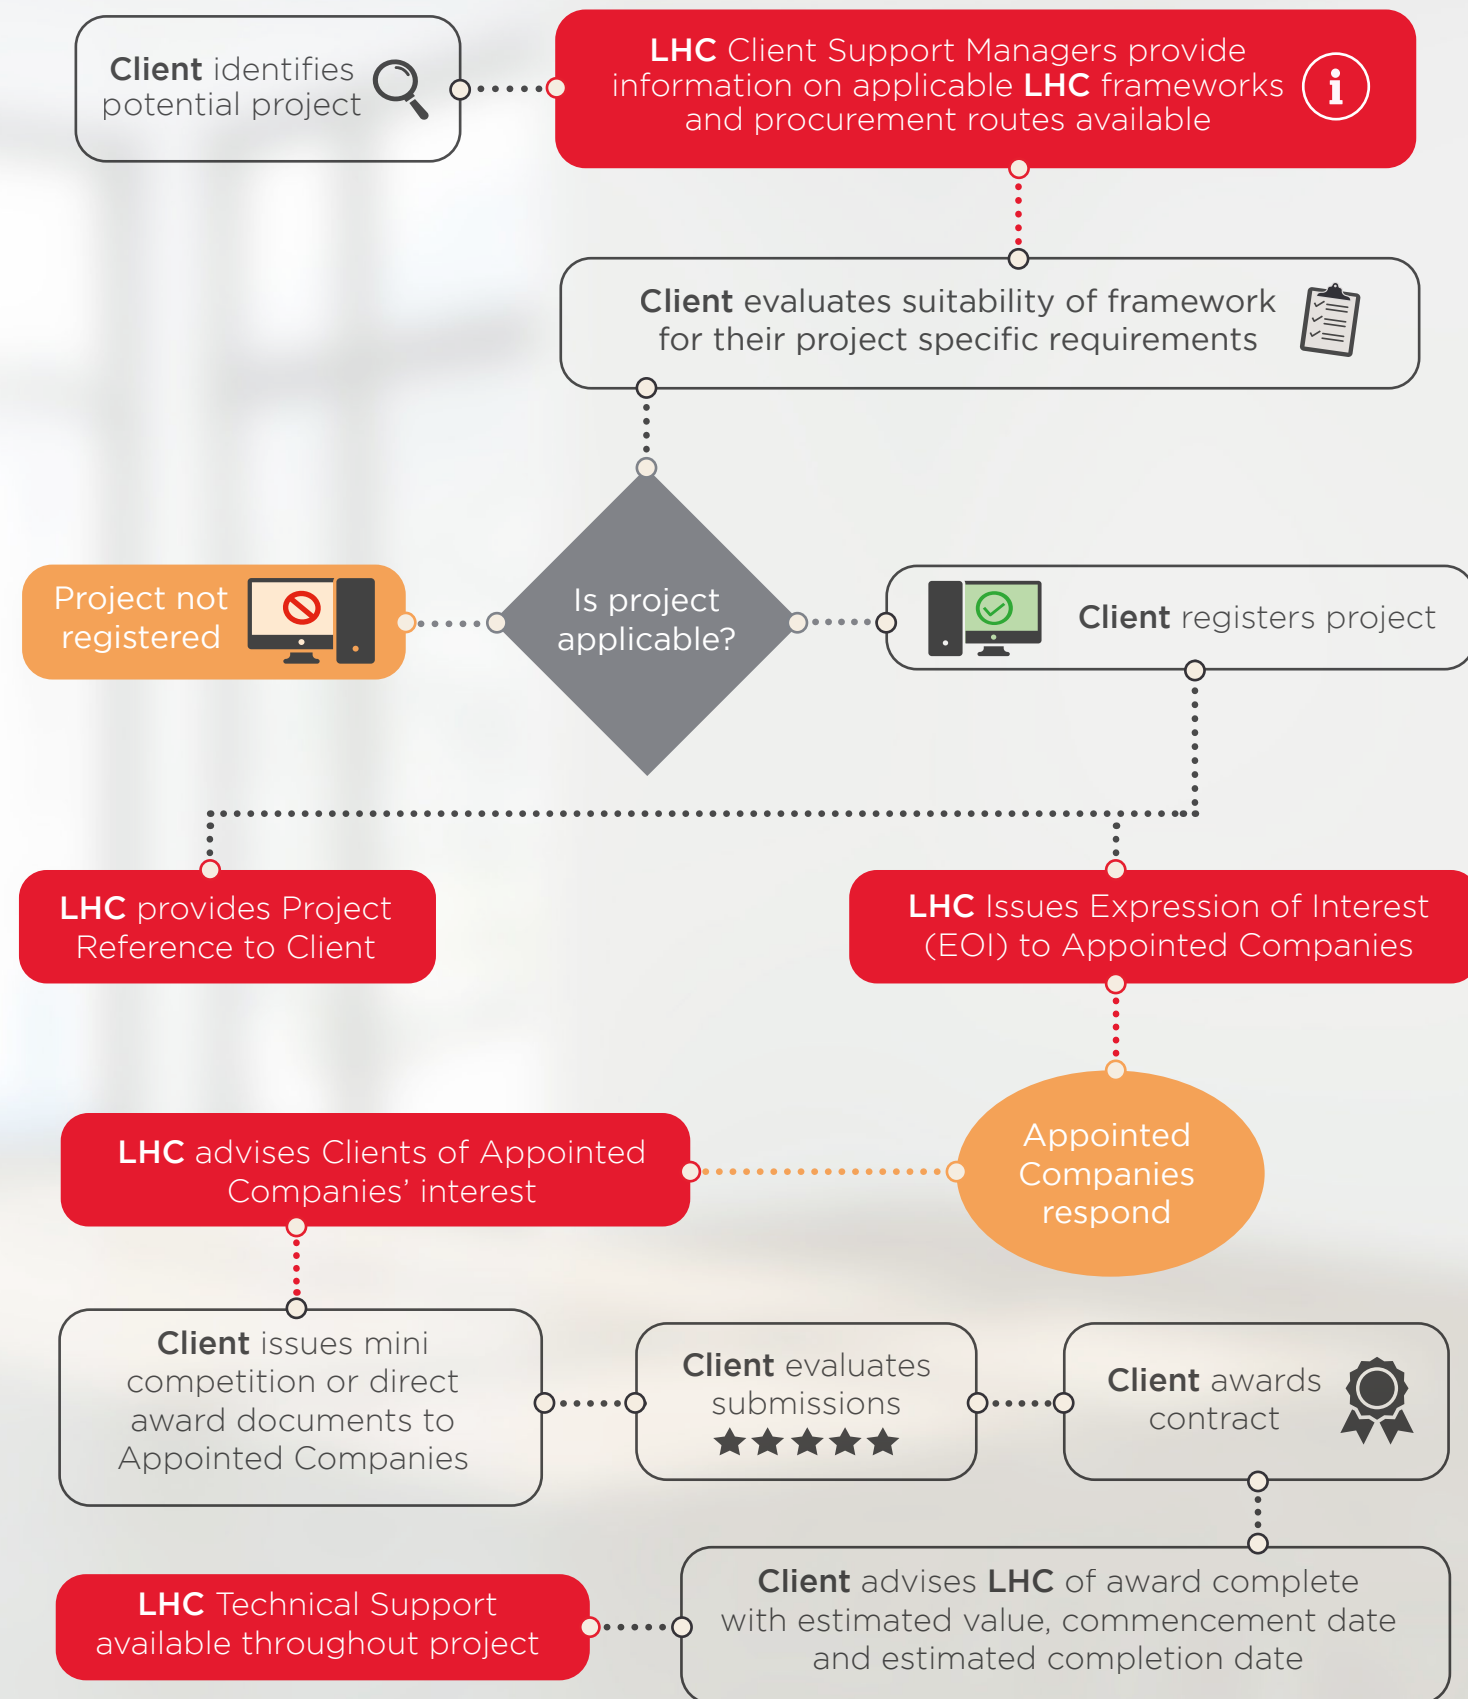 Client identifies
potential project
LHC Client Support Managers provide
information on applicable LHC frameworks
and procurement routes available
i
Client evaluates suitability of framework
for their project specific requirements
Project not
registered
Is project
applicable?
Client registers project
LHC provides Project
Reference to Client
LHC Issues Expression of Interest
(EOI) to Appointed Companies
LHC advises Clients of Appointed
Companies’ interest
Appointed
Companies
respond
Client issues mini
competition or direct
award documents to
Appointed Companies
Client evaluates
submissions
Client awards
contract
LHC Technical Support
available throughout project
Client advises LHC of award complete
with estimated value, commencement date
and estimated completion date